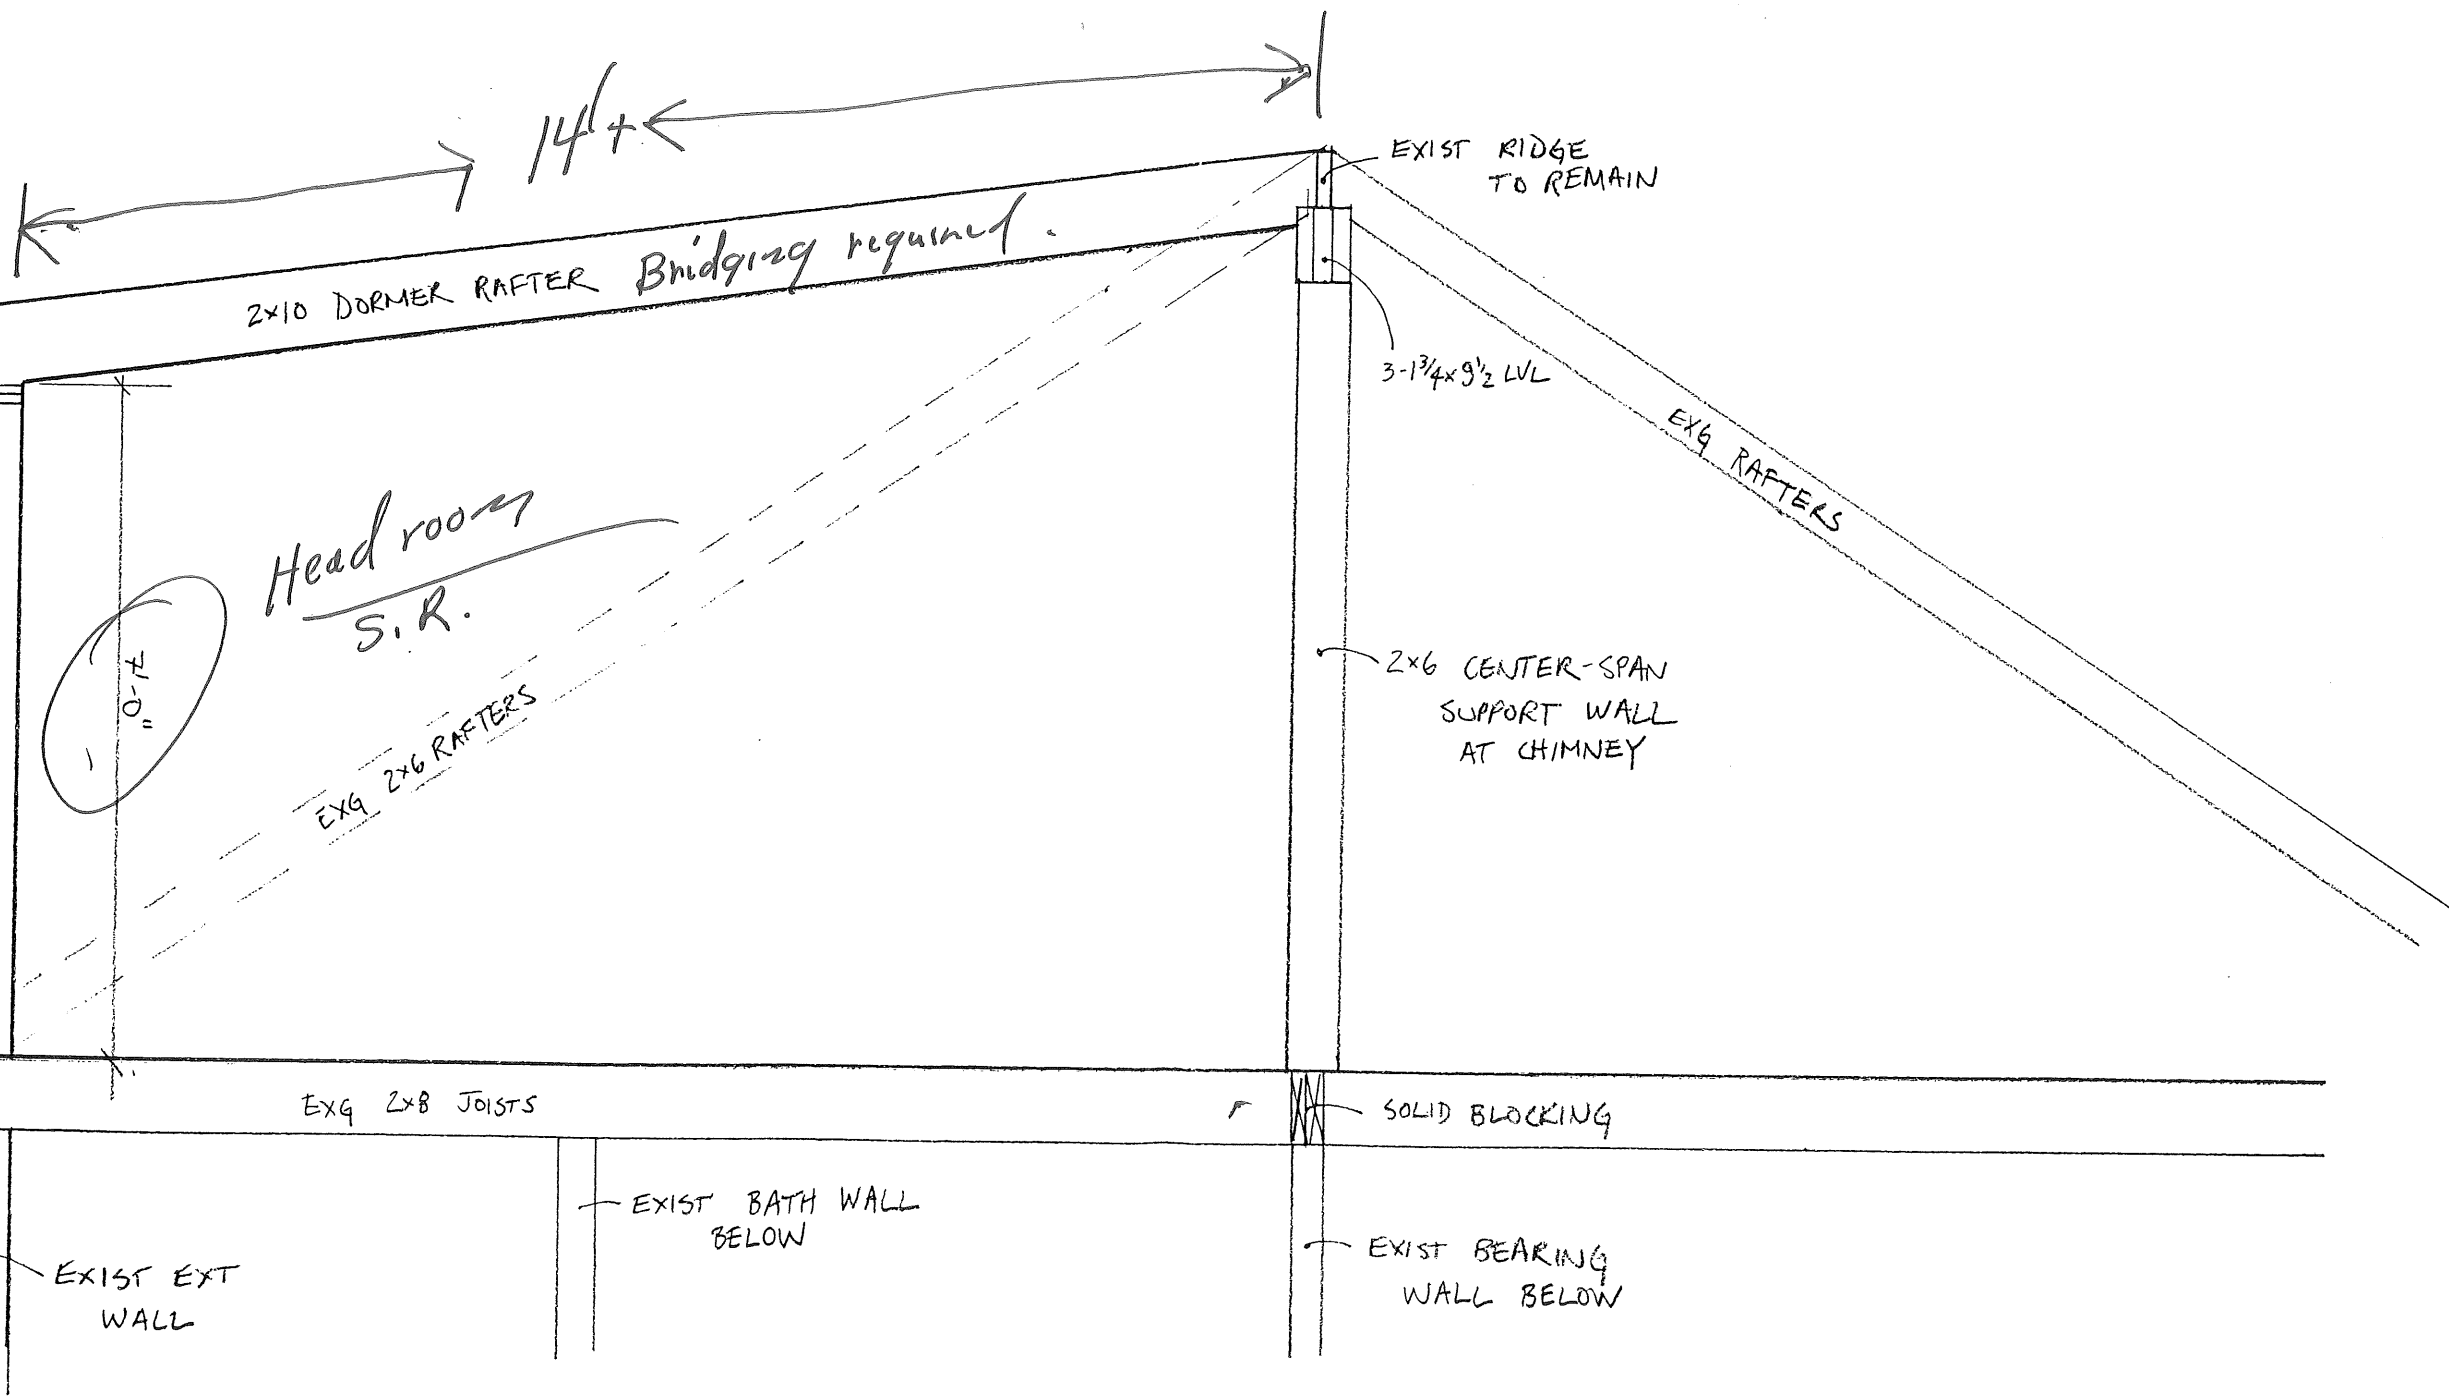 14'+
EXIST RIDGE
TO REMAIN
2x10 DORMER RAFTER Bridging required.
3-1¾x9½ LVL
EXG RAFTERS
Head room
S.R.
7'-0"
EXG 2x6 RAFTERS
2x6 CENTER-SPAN
SUPPORT WALL
AT CHIMNEY
EXG 2x8 JOISTS
SOLID BLOCKING
EXIST BATH WALL
BELOW
EXIST BEARING
WALL BELOW
EXIST EXT
WALL